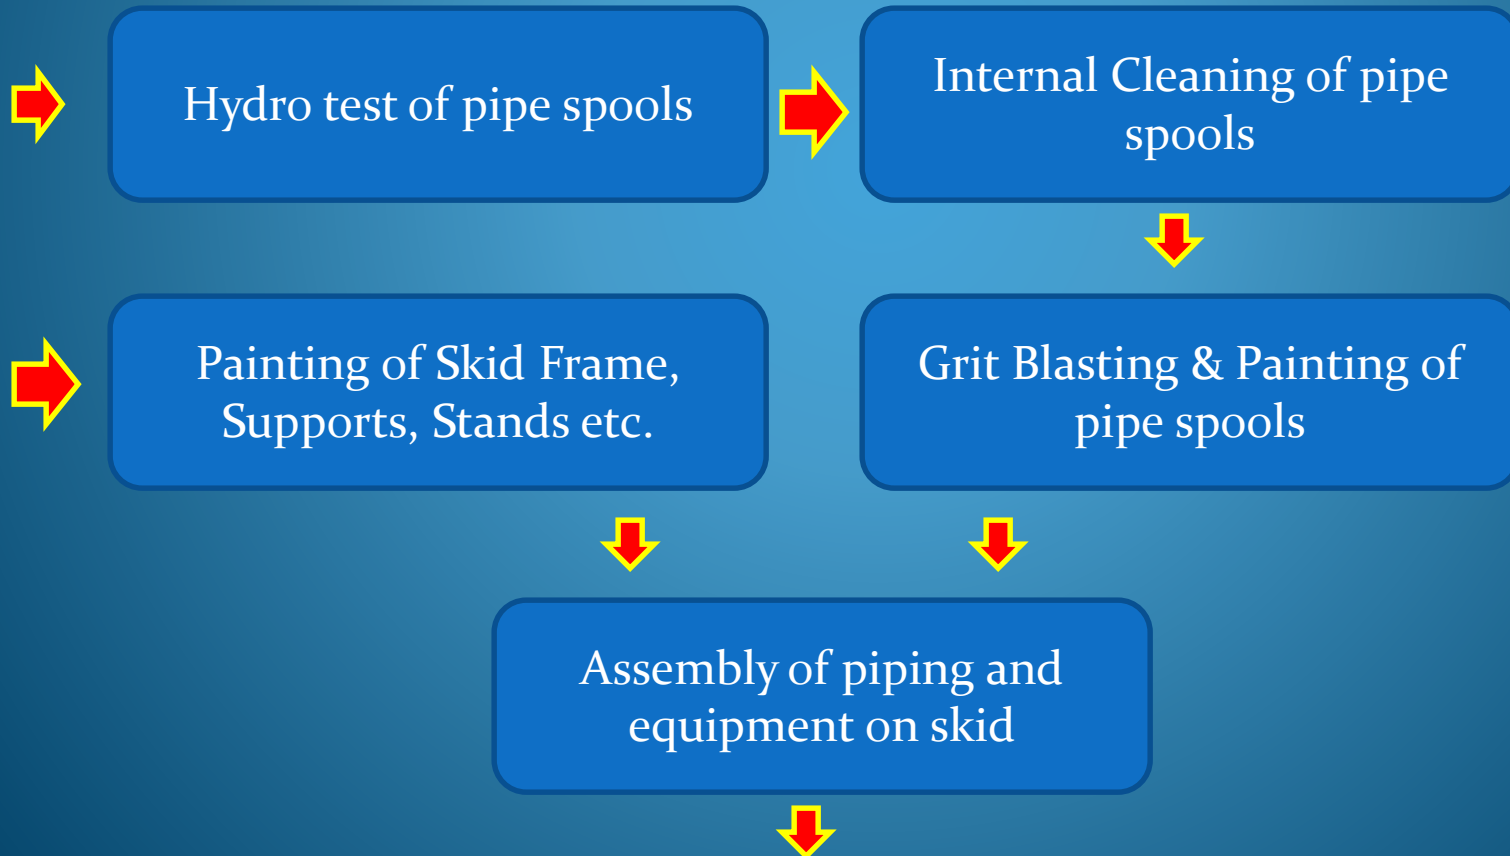 Hydro test of pipe spools
Internal Cleaning of pipe
spools
Painting of Skid Frame,
Supports, Stands etc.
Grit Blasting & Painting of
pipe spools
Assembly of piping and
equipment on skid